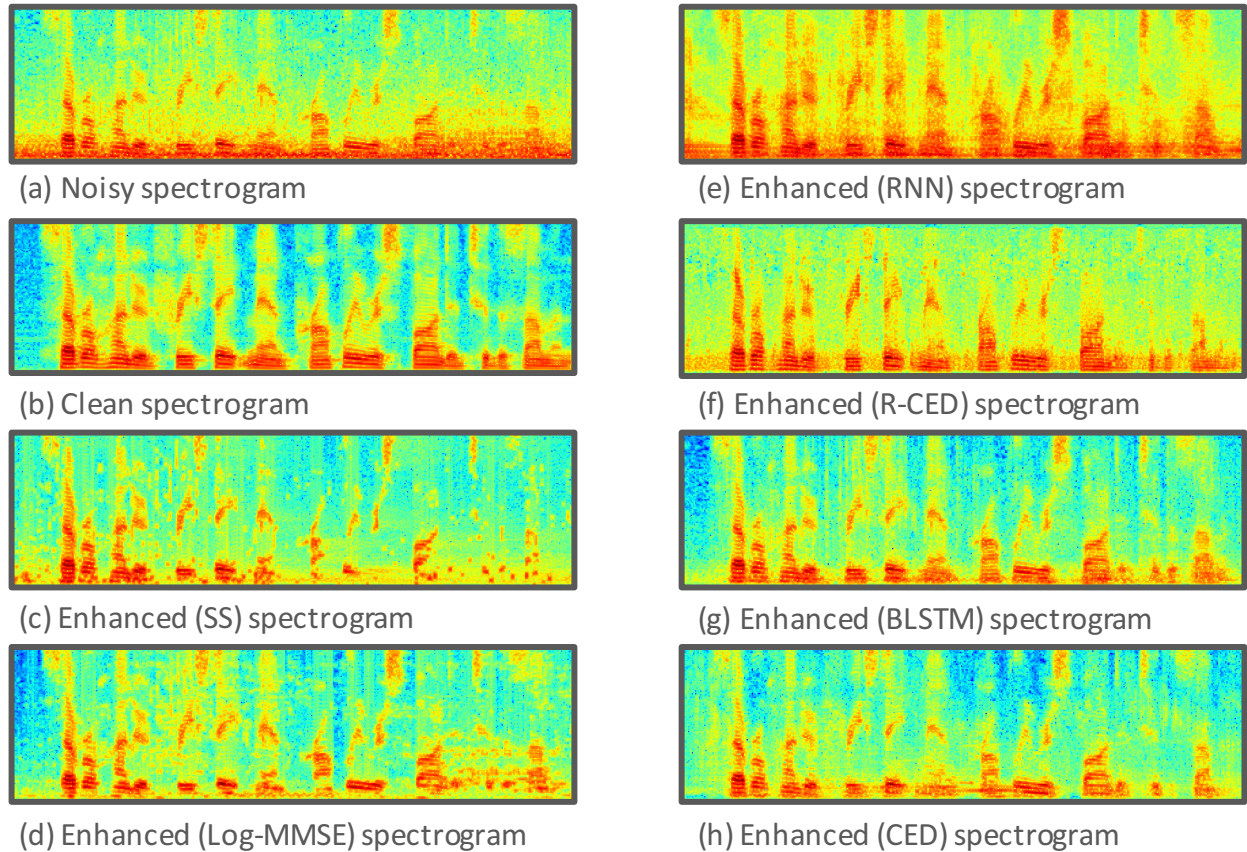 (a) Noisy spectrogram
(b) Clean spectrogram
(c) Enhanced (SS) spectrogram
(d) Enhanced (Log-MMSE) spectrogram
(e) Enhanced (RNN) spectrogram
(f) Enhanced (R-CED) spectrogram
(g) Enhanced (BLSTM) spectrogram
(h) Enhanced (CED) spectrogram